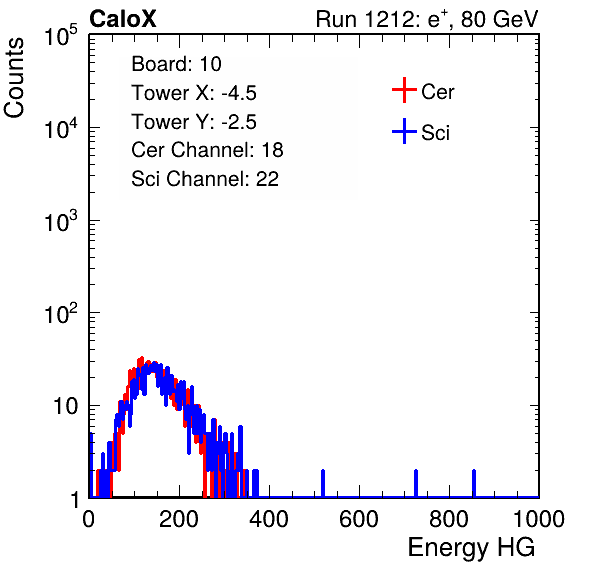 CaloX Run 1212: e⁺, 80 GeV
Counts
10⁵
10⁴
10³
10²
10
1
Board: 10
Tower X: -4.5
Tower Y: -2.5
Cer Channel: 18
Sci Channel: 22
Cer
Sci
0 200 400 600 800 1000
Energy HG